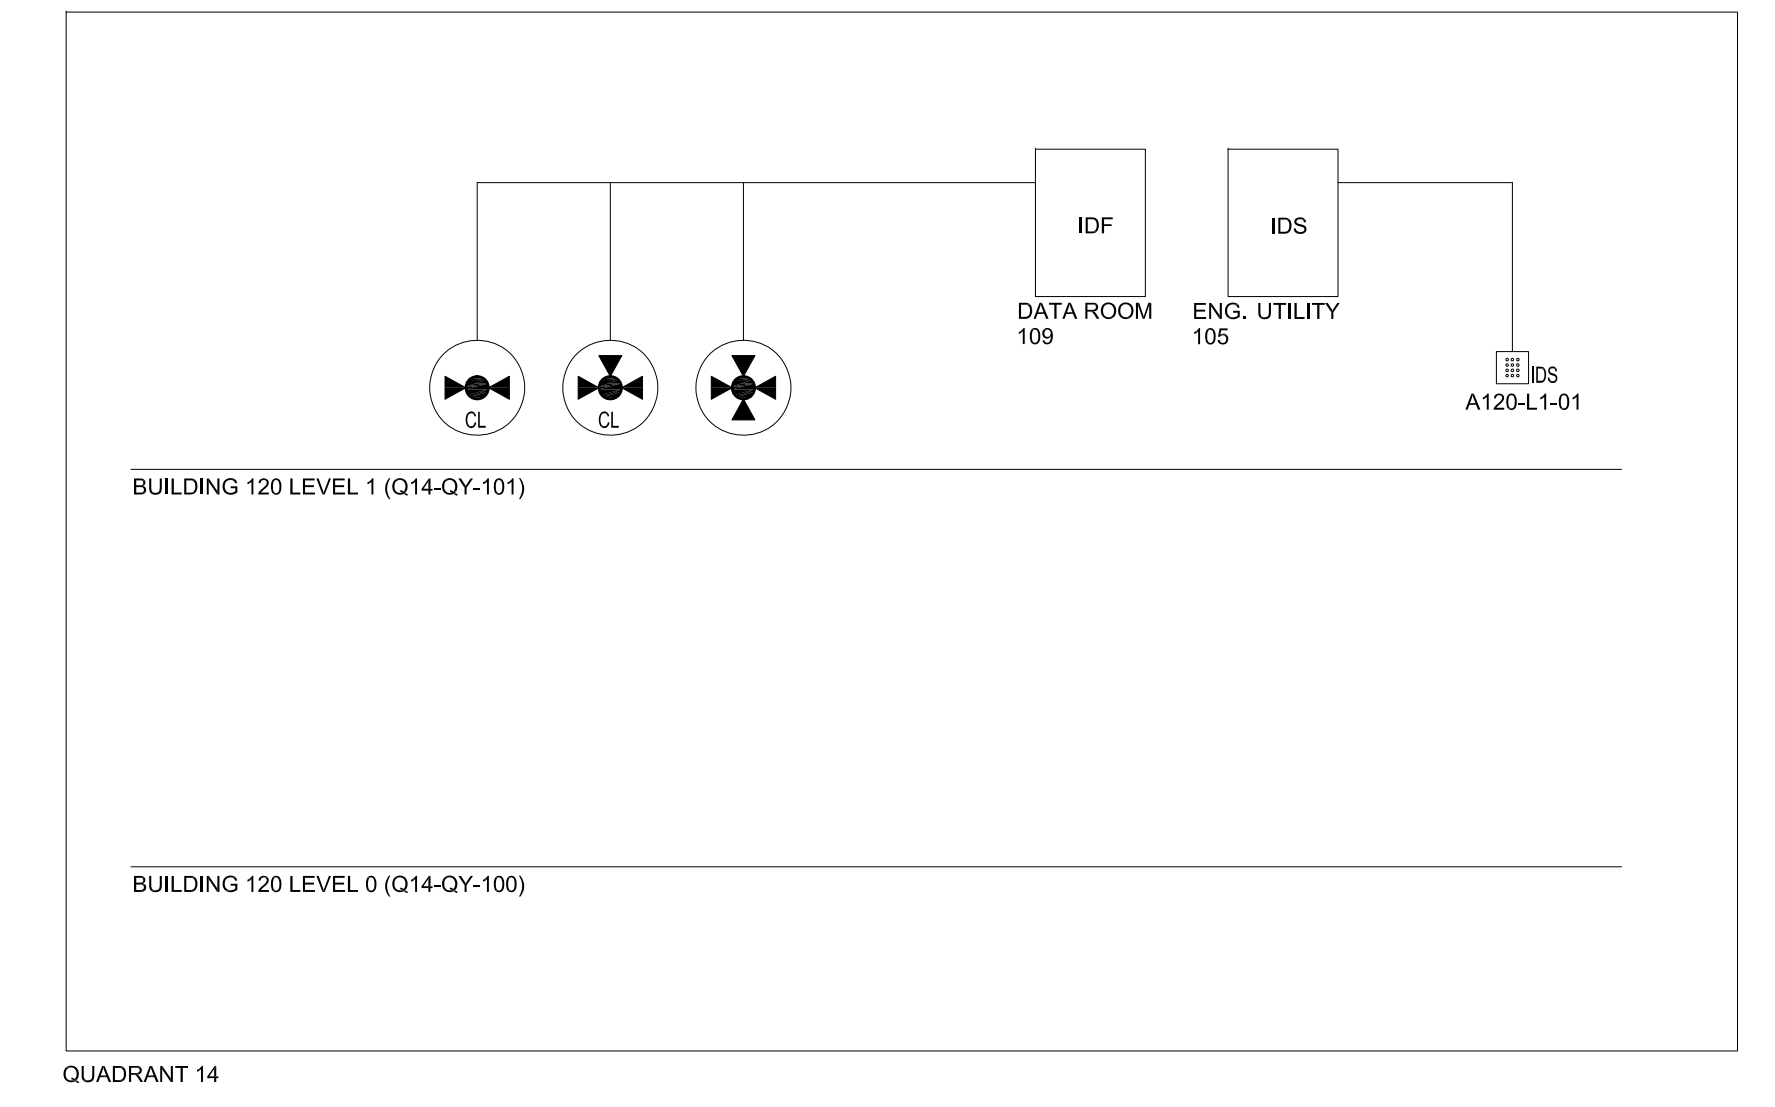 IDF
IDS
DATA ROOM
109
ENG. UTILITY
105
IDS
A120-L1-01
CL
CL
BUILDING 120 LEVEL 1 (Q14-QY-101)
BUILDING 120 LEVEL 0 (Q14-QY-100)
QUADRANT 14